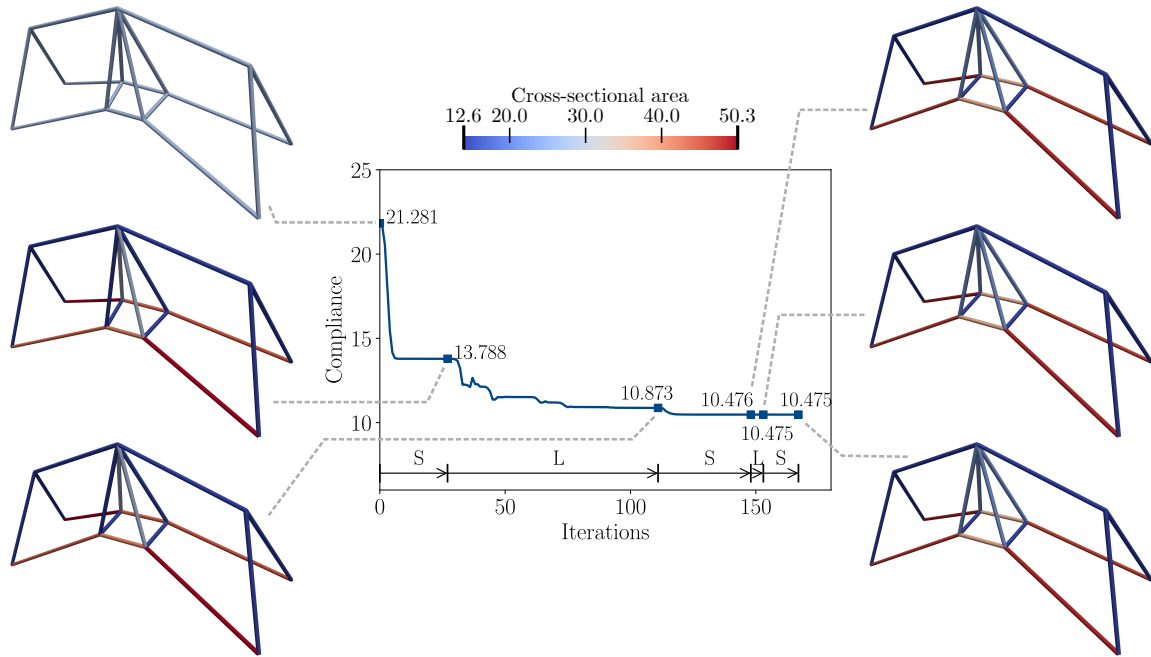 Cross-sectional area
12.6 20.0 30.0 40.0 50.3
25
20
15
10
Compliance
21.281
13.788
10.873
10.476
10.475
10.475
S L S L S
0 50 100 150
Iterations